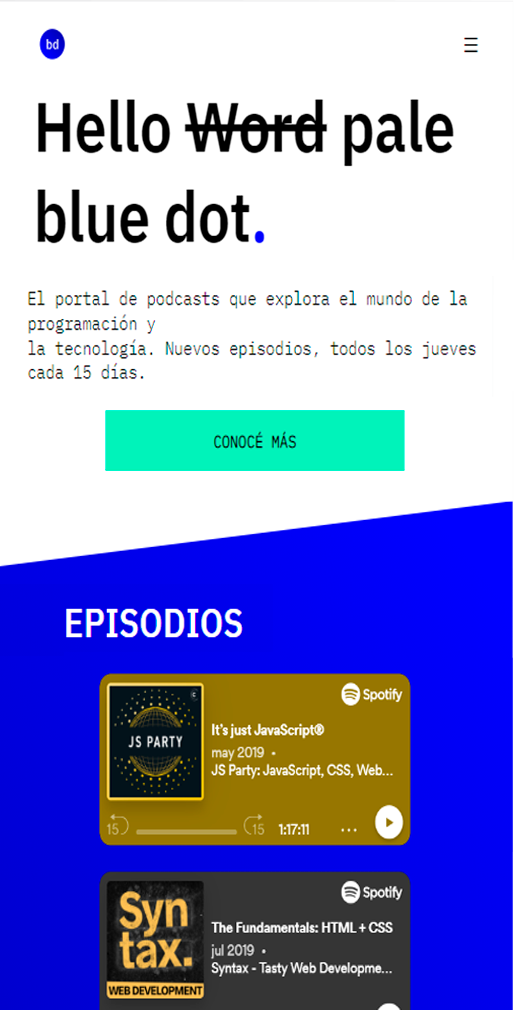 bd
Hello Word pale
blue dot.
El portal de podcasts que explora el mundo de la
programación y
la tecnología. Nuevos episodios, todos los jueves
cada 15 días.
CONOCÉ MÁS
EPISODIOS
Spotify
JS PARTY
It's just JavaScript®
may 2019 •
JS Party: JavaScript, CSS, Web...
15
15
1:17:11
...
Spotify
Syn
tax.
WEB DEVELOPMENT
The Fundamentals: HTML + CSS
jul 2019 •
Syntax - Tasty Web Developme...